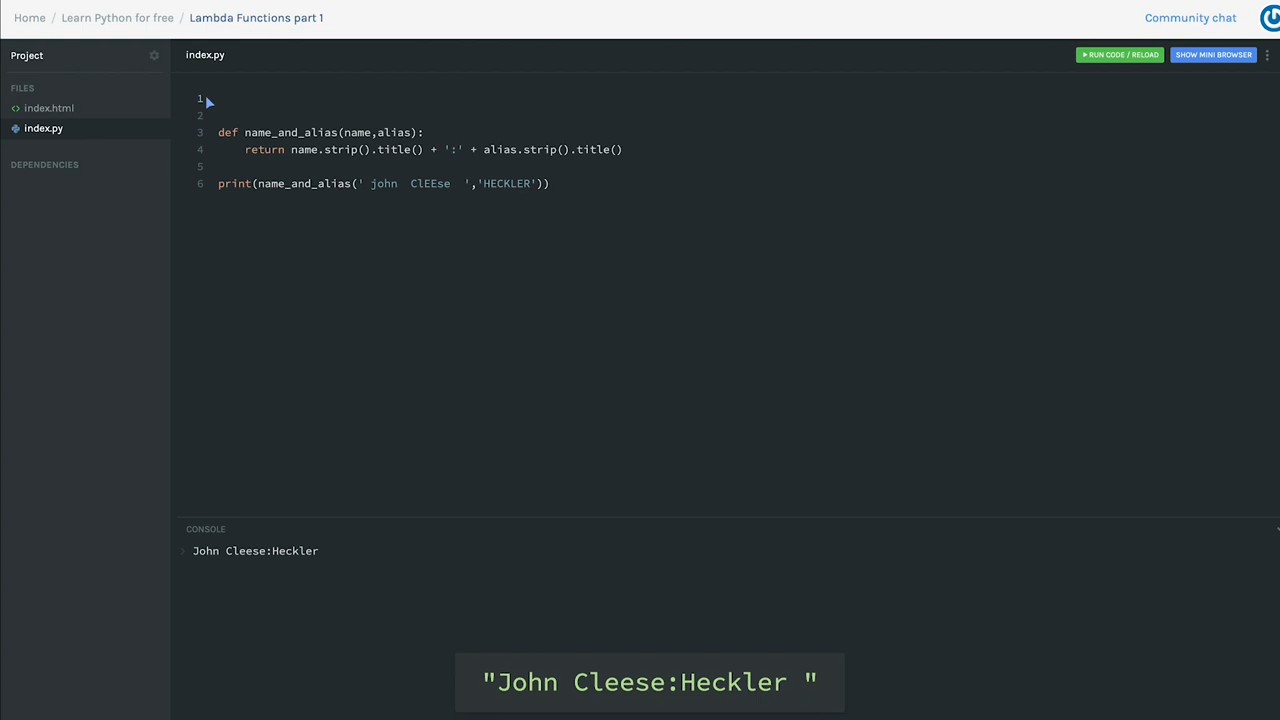 Home / Learn Python for free / Lambda Functions part 1
Community chat
Project
index.py
RUN CODE / RELOAD
SHOW MINI BROWSER
FILES
index.html
index.py
DEPENDENCIES
1
2
3 def name_and_alias(name,alias):
4     return name.strip().title() + ':' + alias.strip().title()
5
6 print(name_and_alias(' john  ClEEse  ','HECKLER'))
CONSOLE
John Cleese:Heckler
"John Cleese:Heckler "